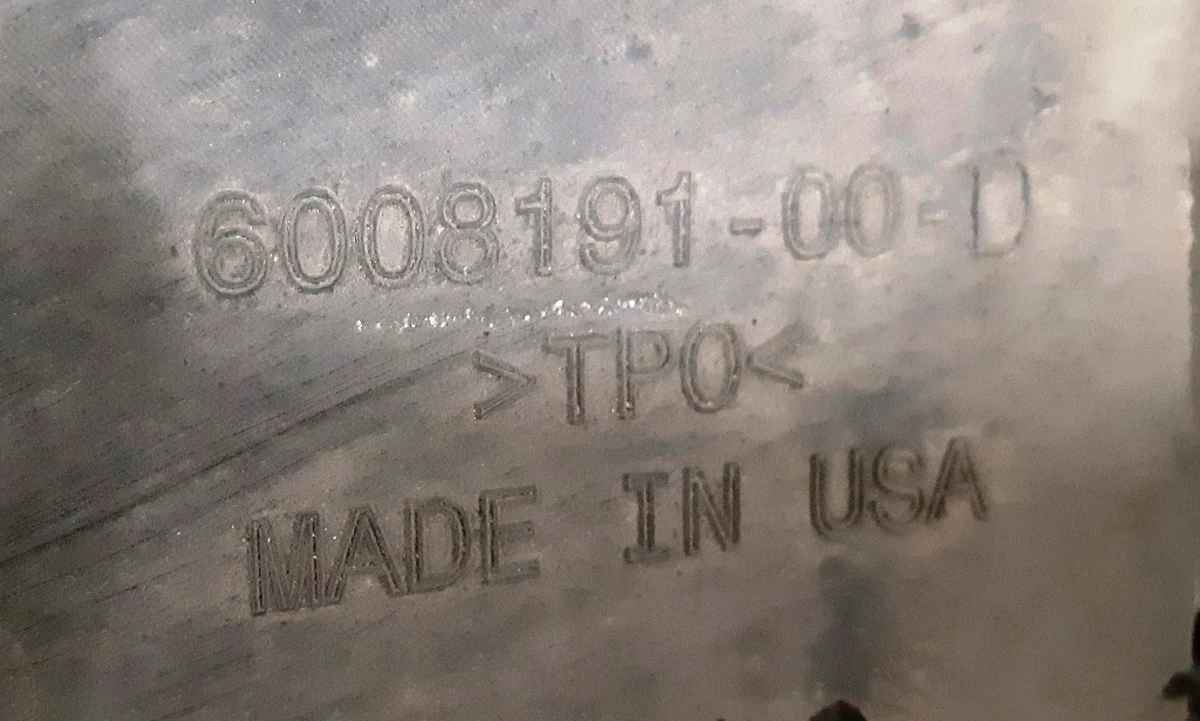 6008191-00-D
>TPO<
MADE IN USA